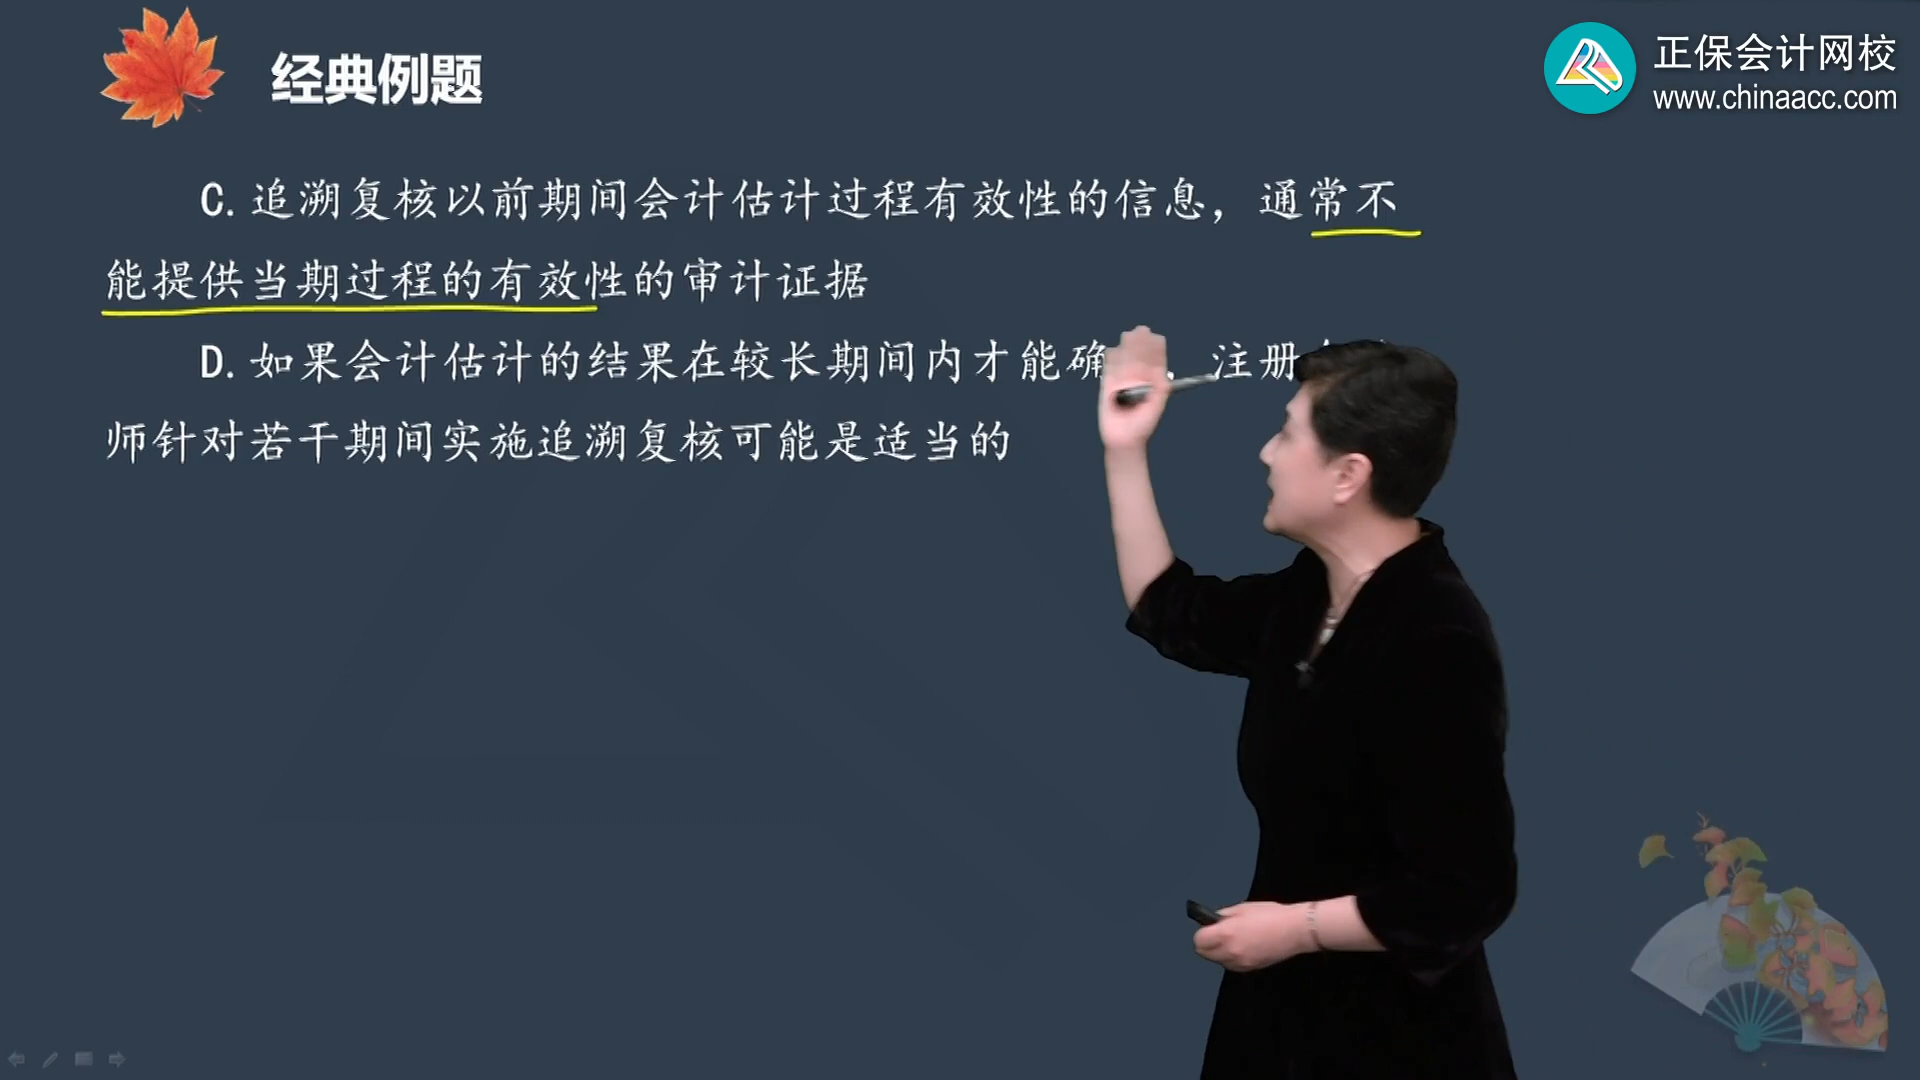 经典例题
正保会计网校
www.chinaacc.com
C. 追溯复核以前期间会计估计过程有效性的信息，通常不
能提供当期过程的有效性的审计证据
D. 如果会计估计的结果在较长期间内才能确 注册
师针对若干期间实施追溯复核可能是适当的